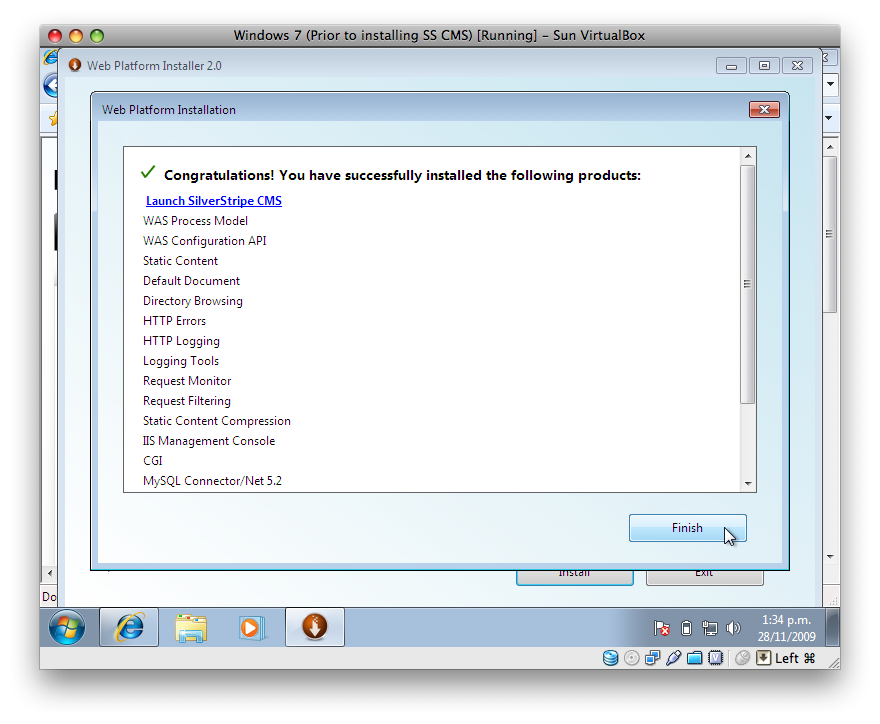 Windows 7 (Prior to installing SS CMS) [Running] – Sun VirtualBox
Web Platform Installer 2.0
Web Platform Installation
Congratulations! You have successfully installed the following products:
Launch SilverStripe CMS
WAS Process Model
WAS Configuration API
Static Content
Default Document
Directory Browsing
HTTP Errors
HTTP Logging
Logging Tools
Request Monitor
Request Filtering
Static Content Compression
IIS Management Console
CGI
MySQL Connector/Net 5.2
Finish
Install
Exit
Do
1:34 p.m.
28/11/2009
Left ⌘